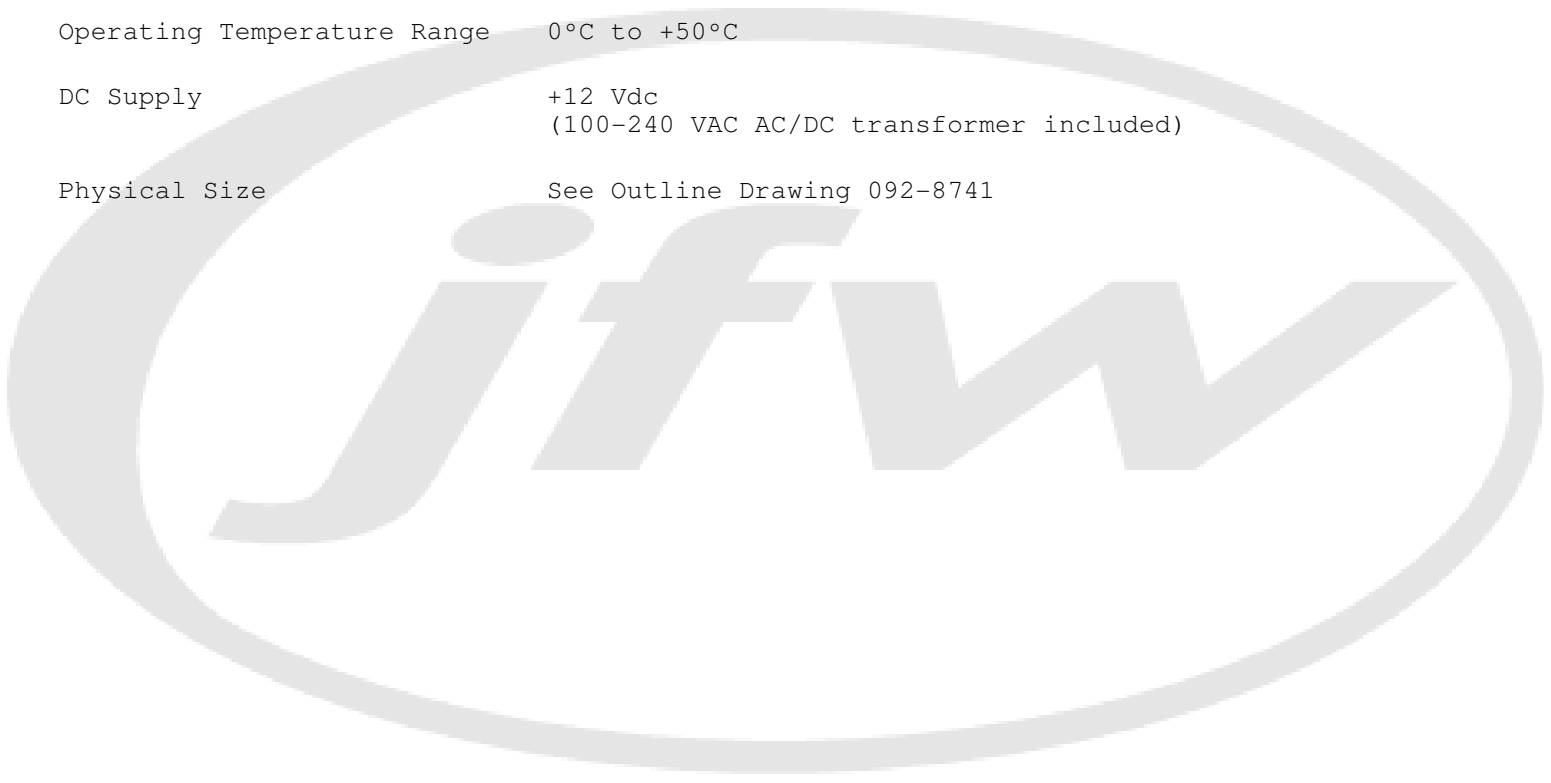 Operating Temperature Range 0°C to +50°C
DC Supply +12 Vdc
(100-240 VAC AC/DC transformer included)
Physical Size See Outline Drawing 092-8741
jfw